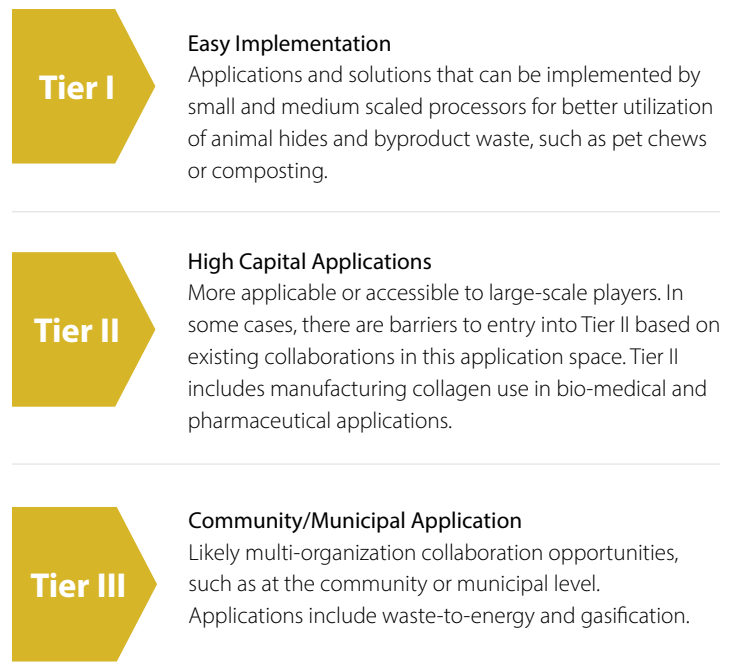 Tier I
Easy Implementation
Applications and solutions that can be implemented by
small and medium scaled processors for better utilization
of animal hides and byproduct waste, such as pet chews
or composting.
Tier II
High Capital Applications
More applicable or accessible to large-scale players. In
some cases, there are barriers to entry into Tier II based on
existing collaborations in this application space. Tier II
includes manufacturing collagen use in bio-medical and
pharmaceutical applications.
Tier III
Community/Municipal Application
Likely multi-organization collaboration opportunities,
such as at the community or municipal level.
Applications include waste-to-energy and gasification.